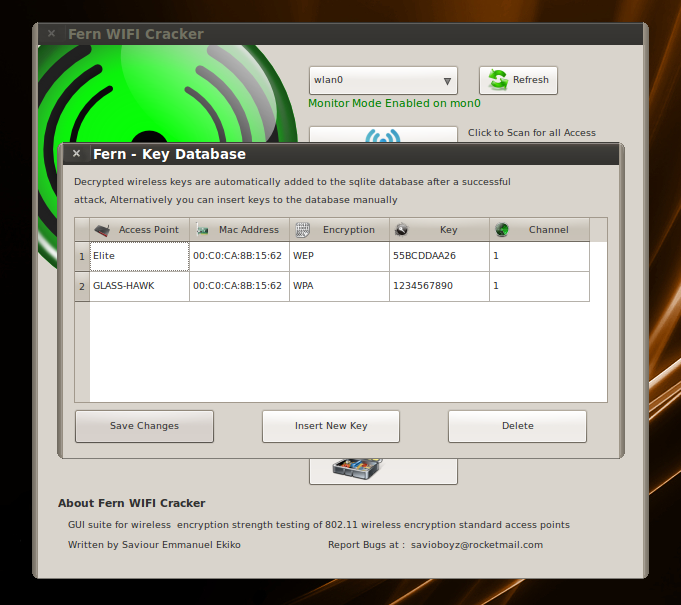 Fern WIFI Cracker
wlan0
Refresh
Monitor Mode Enabled on mon0
Click to Scan for all Access
Fern - Key Database
Decrypted wireless keys are automatically added to the sqlite database after a successful
attack, Alternatively you can insert keys to the database manually
Access Point Mac Address Encryption Key Channel
1 Elite 00:C0:CA:8B:15:62 WEP 55BCDDAA26 1
2 GLASS-HAWK 00:C0:CA:8B:15:62 WPA 1234567890 1
Save Changes Insert New Key Delete
About Fern WIFI Cracker
GUI suite for wireless encryption strength testing of 802.11 wireless encryption standard access points
Written by Saviour Emmanuel Ekiko Report Bugs at : savioboyz@rocketmail.com